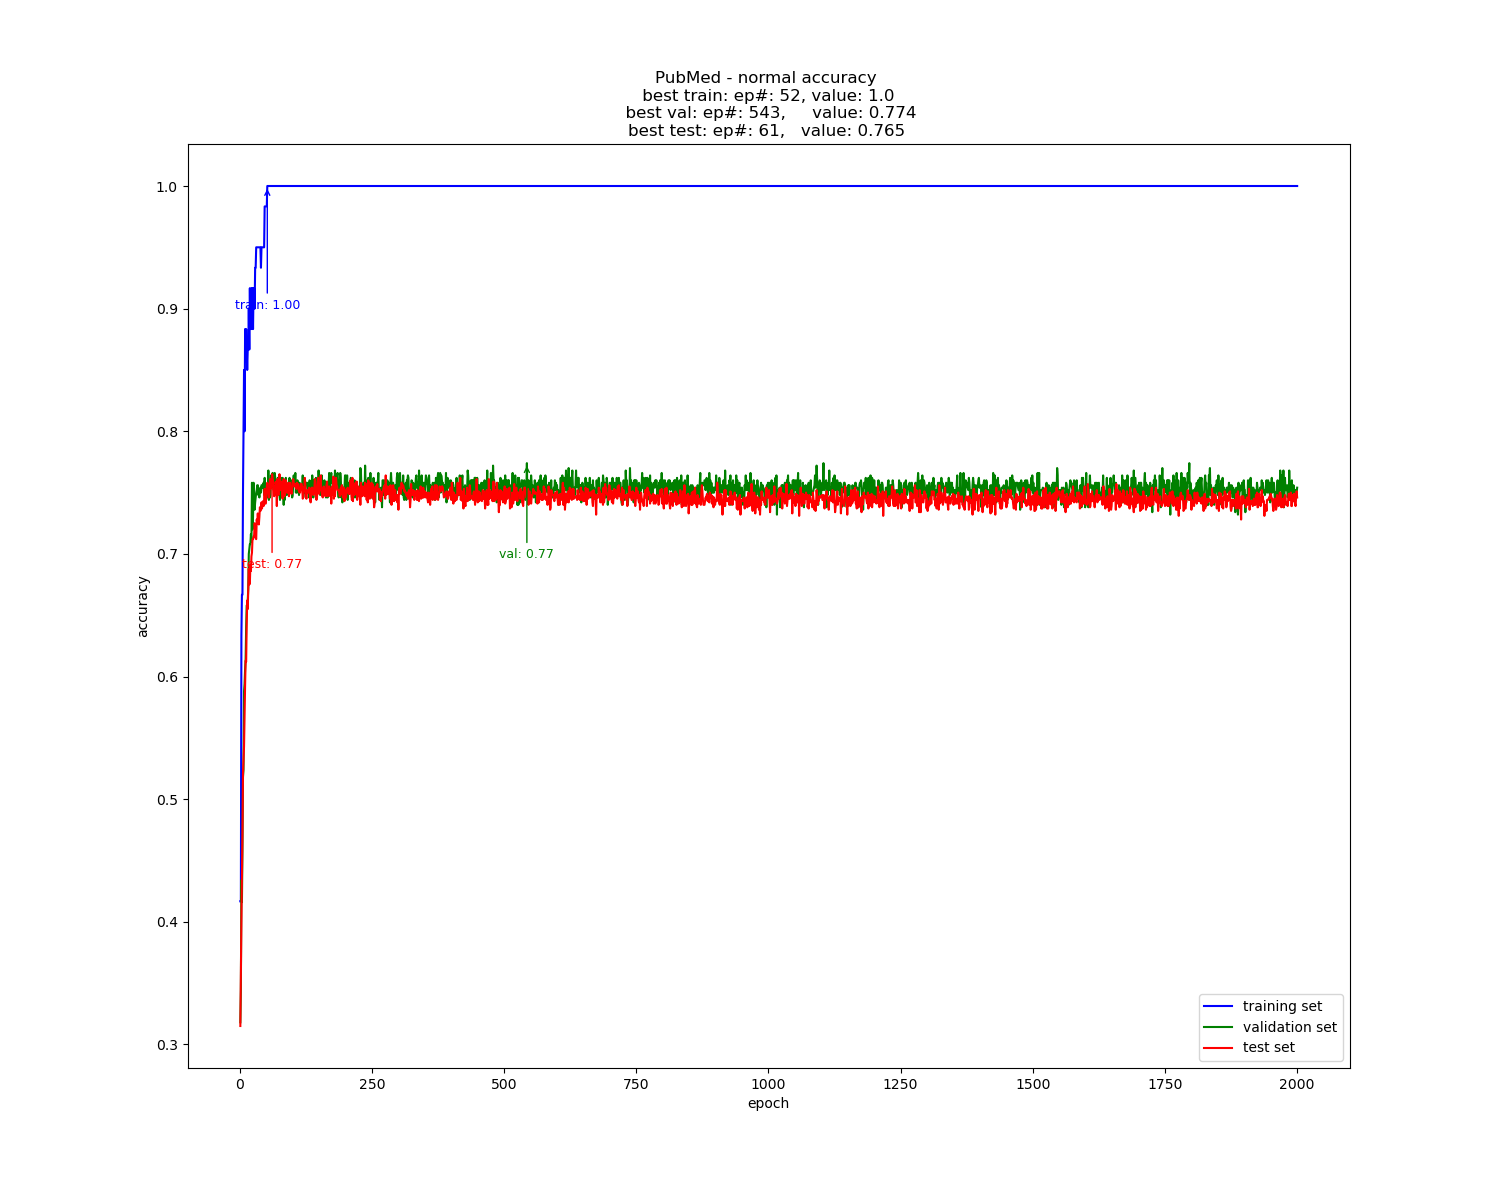 PubMed - normal accuracy
best train: ep#: 52, value: 1.0
best val: ep#: 543, value: 0.774
best test: ep#: 61, value: 0.765
1.0
0.9
0.8
0.7
0.6
0.5
0.4
0.3
accuracy
train: 1.00
val: 0.77
test: 0.77
training set
validation set
test set
0 250 500 750 1000 1250 1500 1750 2000
epoch